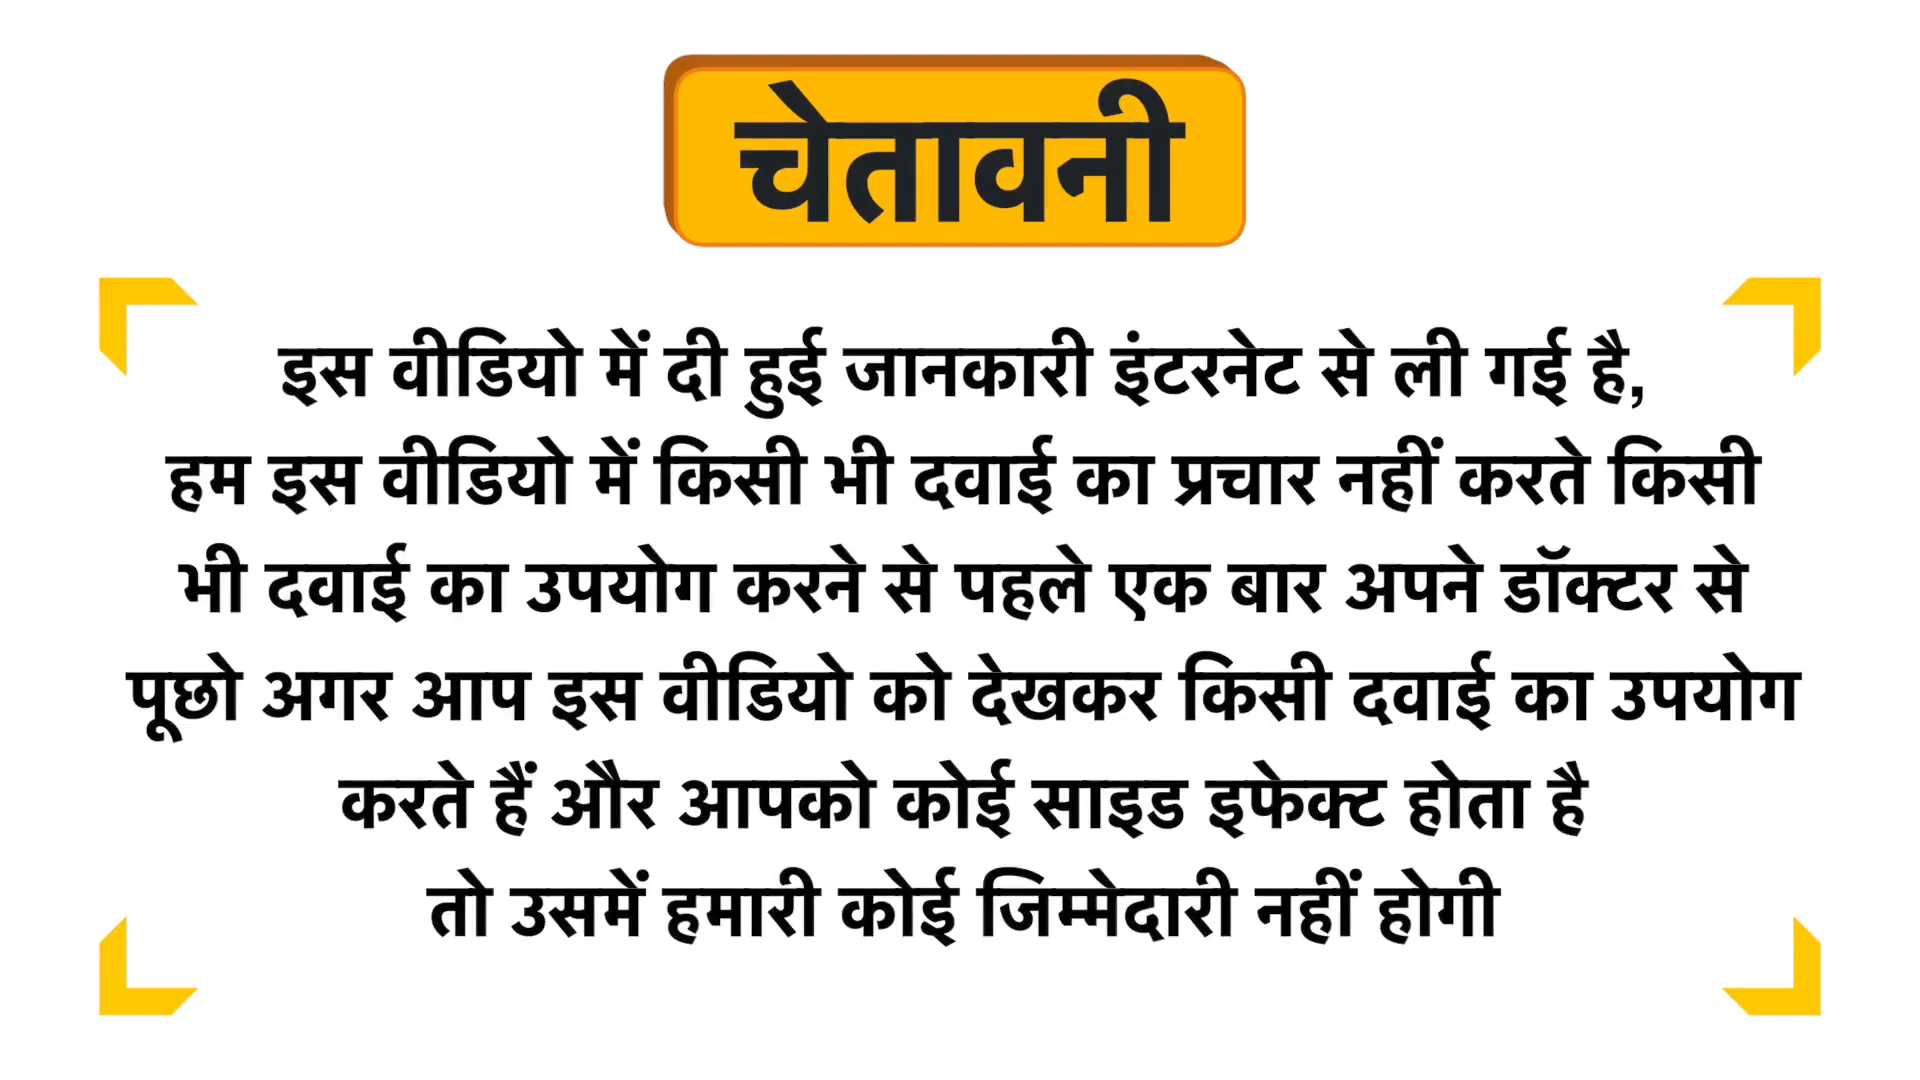 चेतावनी
इस वीडियो में दी हुई जानकारी इंटरनेट से ली गई है,
हम इस वीडियो में किसी भी दवाई का प्रचार नहीं करते किसी
भी दवाई का उपयोग करने से पहले एक बार अपने डॉक्टर से
पूछो अगर आप इस वीडियो को देखकर किसी दवाई का उपयोग
करते हैं और आपको कोई साइड इफेक्ट होता है
तो उसमें हमारी कोई जिम्मेदारी नहीं होगी